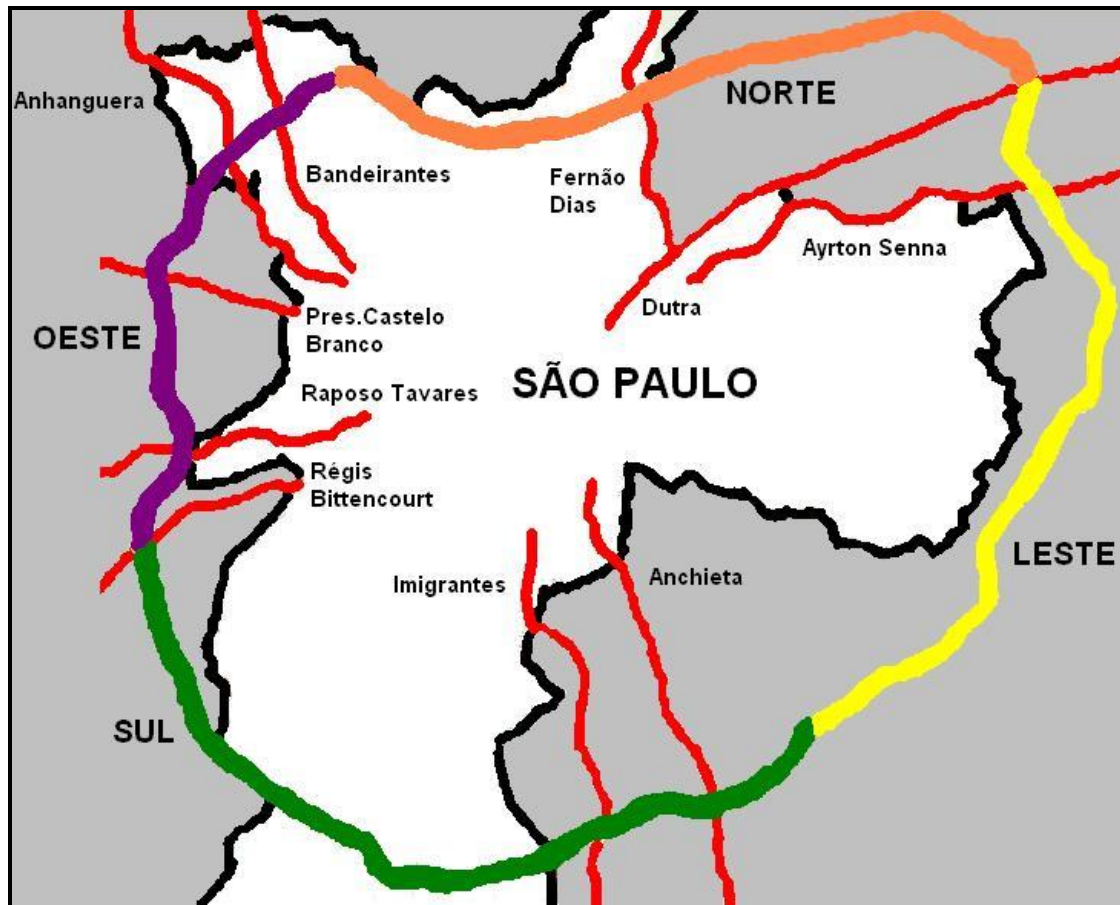 NORTE
Anhanguera
Bandeirantes
Fernão
Dias
Ayrton Senna
Dutra
Pres.Castelo
Branco
OESTE
SÃO PAULO
Raposo Tavares
Régis
Bittencourt
LESTE
Imigrantes
Anchieta
SUL